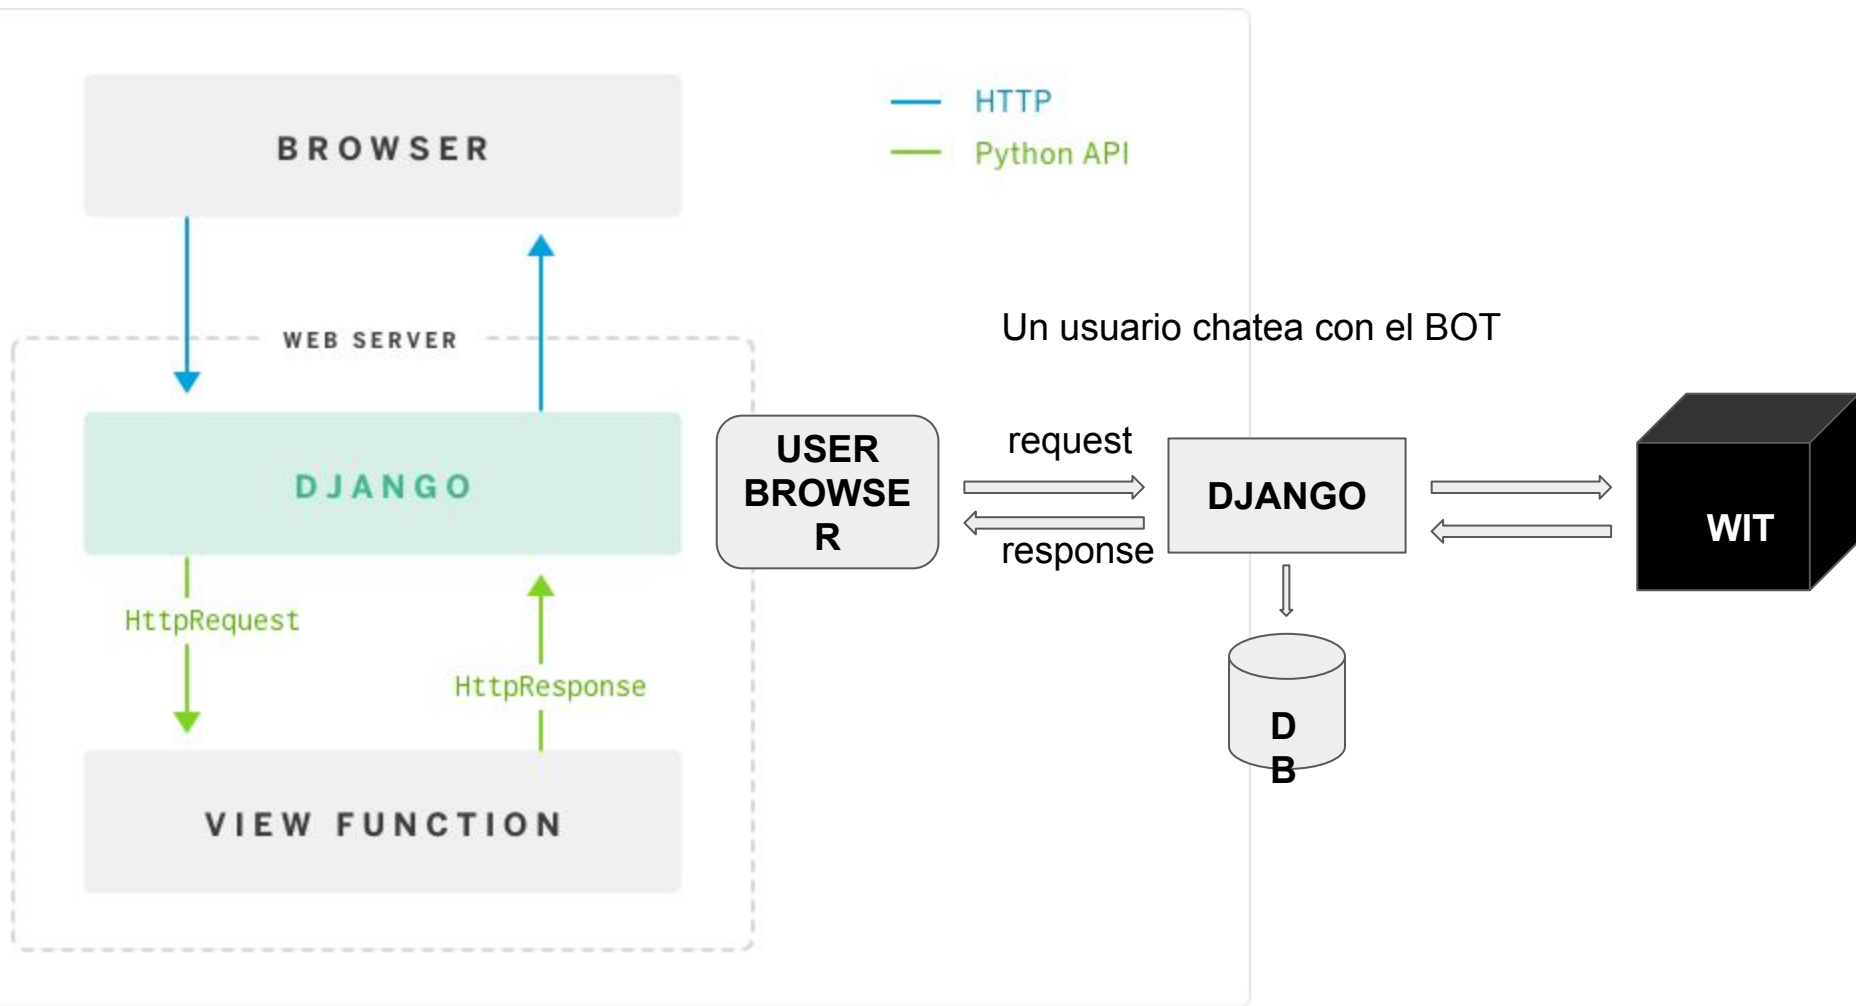 BROWSER
HTTP
Python API
WEB SERVER
DJANGO
HttpRequest
HttpResponse
VIEW FUNCTION
Un usuario chatea con el BOT
USER
BROWSE
R
request
response
DJANGO
WIT
D
B